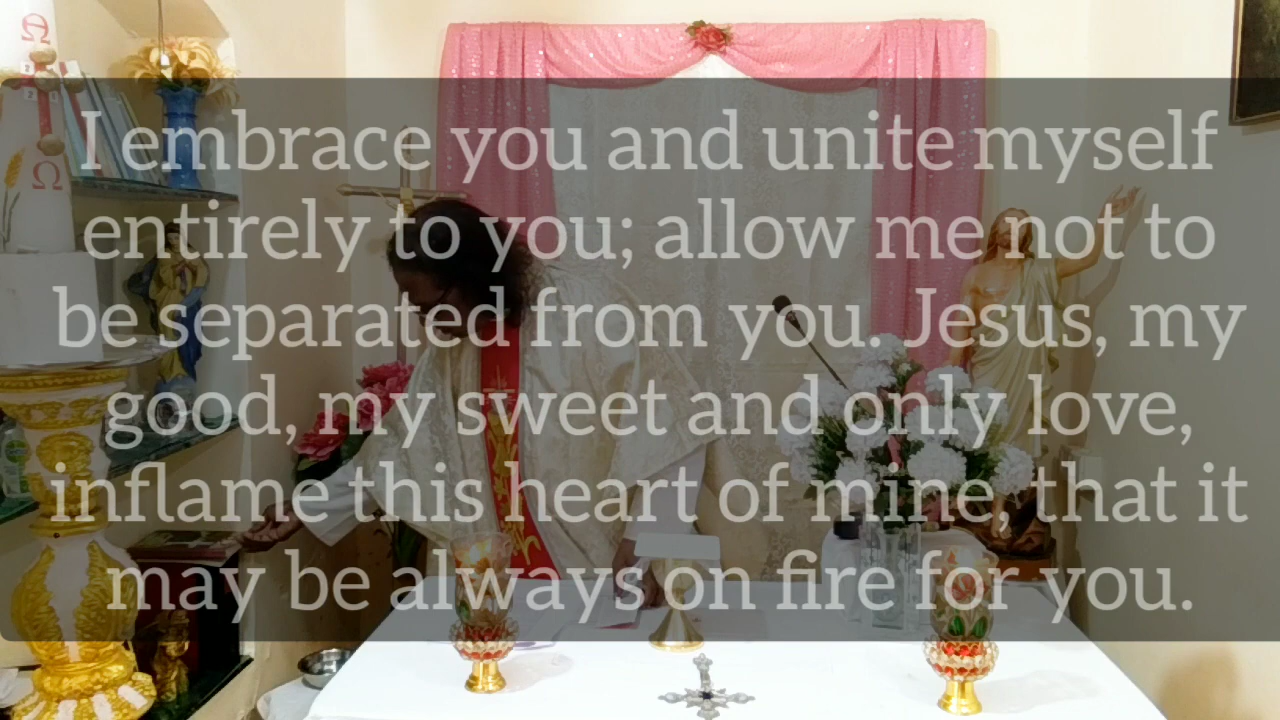 Ω
Ω
I embrace you and unite myself
entirely to you; allow me not to
be separated from you. Jesus, my
good, my sweet and only love,
inflame this heart of mine, that it
may be always on fire for you.